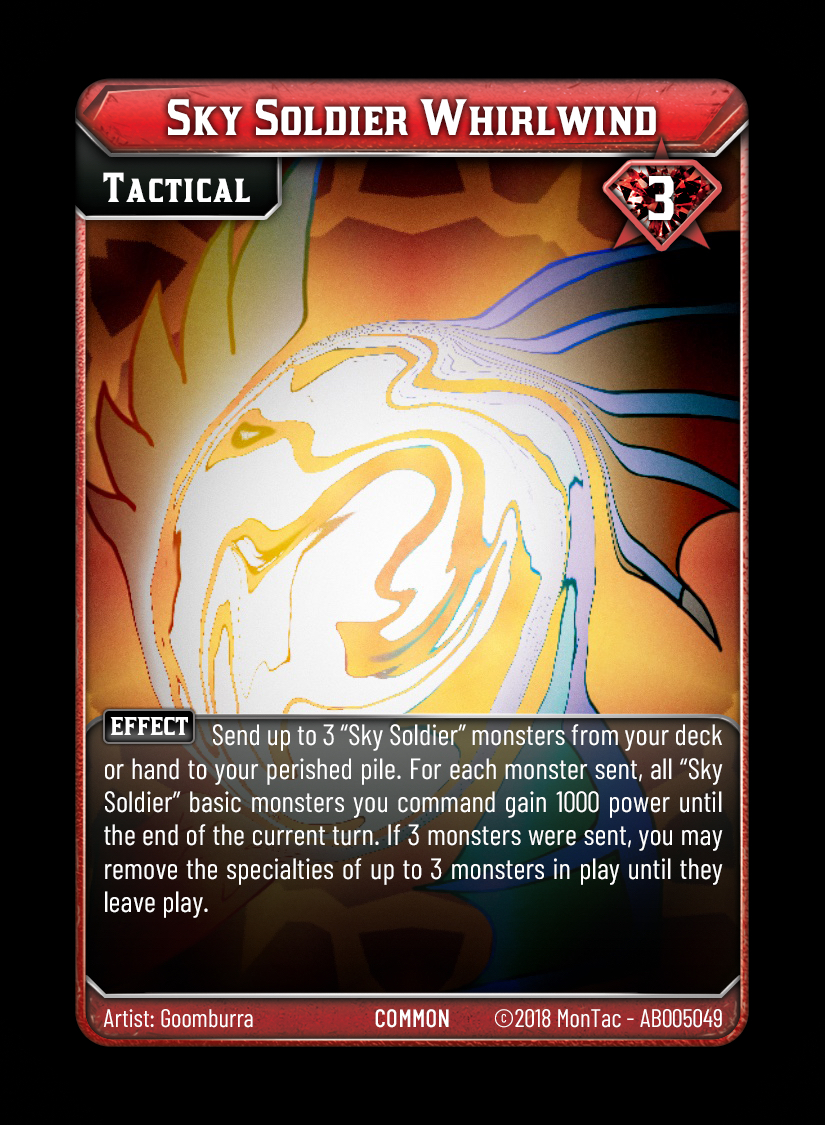 Sky Soldier Whirlwind
Tactical
3
EFFECT Send up to 3 “Sky Soldier” monsters from your deck
or hand to your perished pile. For each monster sent, all “Sky
Soldier” basic monsters you command gain 1000 power until
the end of the current turn. If 3 monsters were sent, you may
remove the specialties of up to 3 monsters in play until they
leave play.
Artist: Goomburra COMMON ©2018 MonTac - AB005049